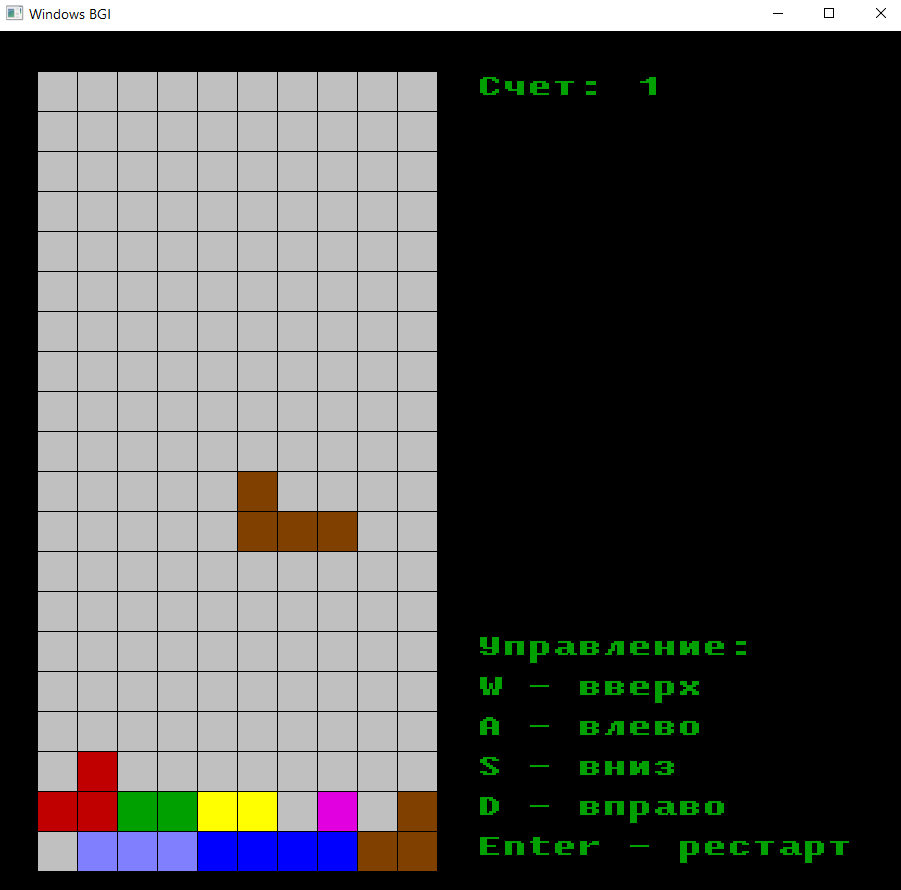 Windows BGI
Счет: 1
Управление:
W - вверх
A - влево
S - вниз
D - вправо
Enter - рестарт